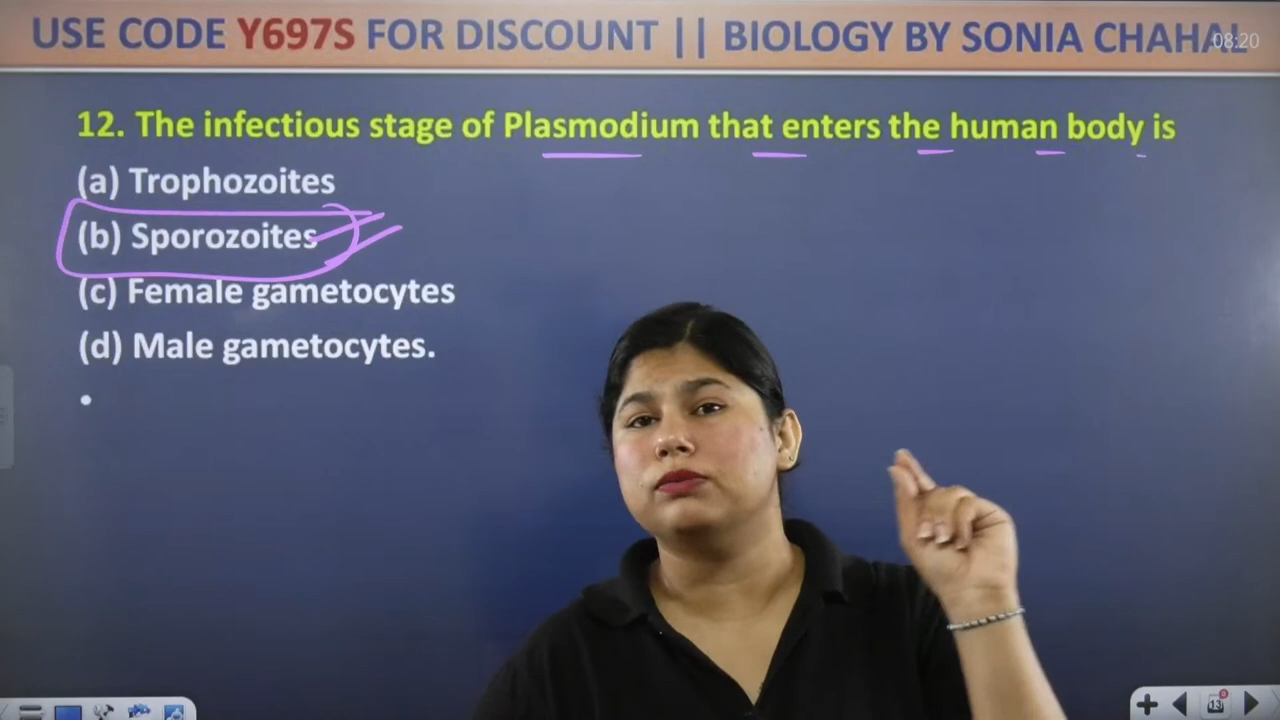 USE CODE Y697S FOR DISCOUNT || BIOLOGY BY SONIA CHAHAL
08:20
12. The infectious stage of Plasmodium that enters the human body is
(a) Trophozoites
(b) Sporozoites
(c) Female gametocytes
(d) Male gametocytes.
•
13